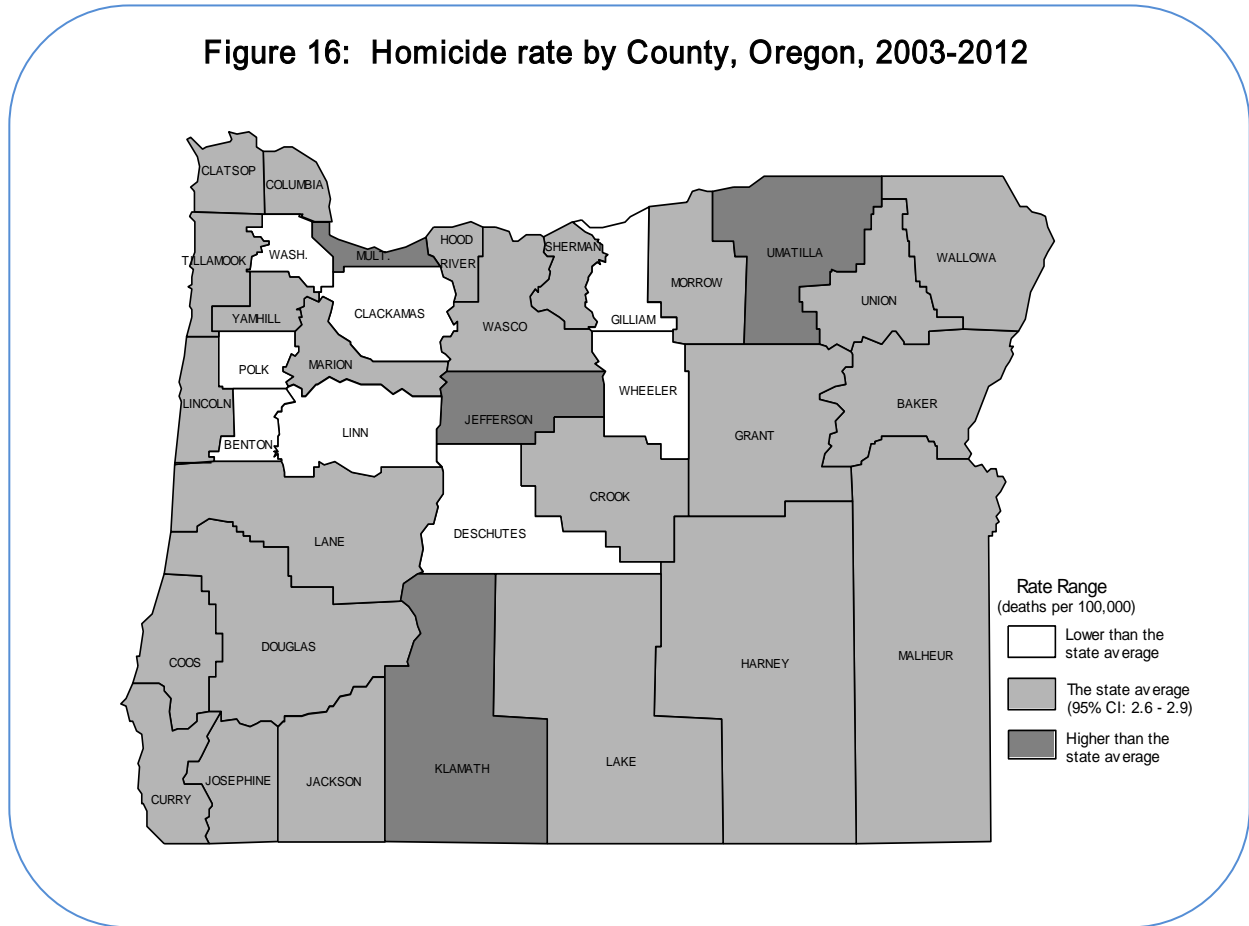 Figure 16: Homicide rate by County, Oregon, 2003-2012
CLATSOP
COLUMBIA
TILLAMOOK
WASH.
MULT.
HOOD
RIVER
SHERMAN
UMATILLA
WALLOWA
MORROW
UNION
GILLIAM
YAMHILL
CLACKAMAS
WASCO
POLK
MARION
WHEELER
LINCOLN
JEFFERSON
BAKER
BENTON
LINN
GRANT
CROOK
DESCHUTES
LANE
DOUGLAS
COOS
HARNEY
MALHEUR
KLAMATH
LAKE
JOSEPHINE
JACKSON
CURRY
Rate Range
(deaths per 100,000)
Lower than the
state average
The state average
(95% CI: 2.6 - 2.9)
Higher than the
state average